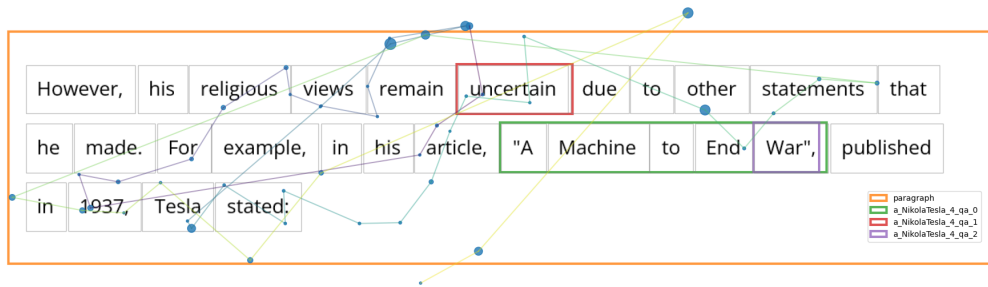 However, his religious views remain uncertain due to other statements that
he made. For example, in his article, "A Machine to End War", published
in 1937, Tesla stated:
paragraph
a_NikolaTesla_4_qa_0
a_NikolaTesla_4_qa_1
a_NikolaTesla_4_qa_2